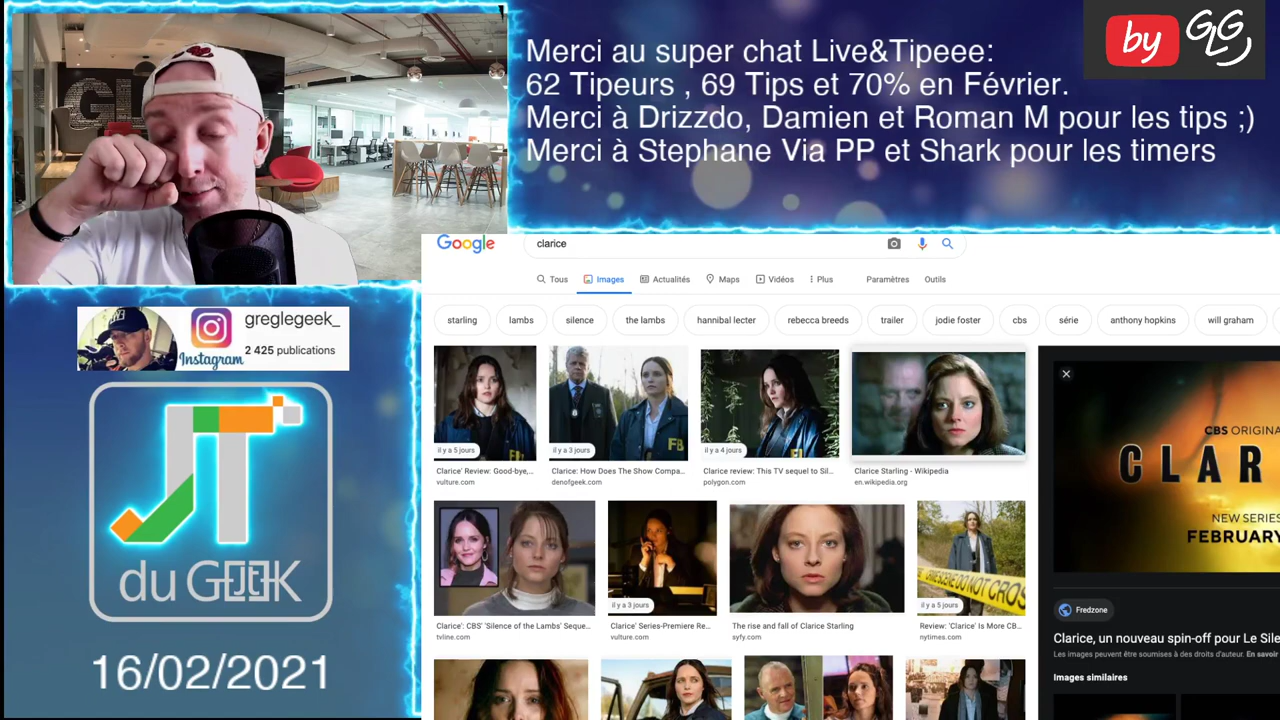 Merci au super chat Live&Tipeee:
62 Tipeurs , 69 Tips et 70% en Février.
Merci à Drizzdo, Damien et Roman M pour les tips ;)
Merci à Stephane Via PP et Shark pour les timers
by GLG
greglegeek_
Instagram
2 425 publications
JT
du GEEK
16/02/2021
Google
clarice
Tous
Images
Actualités
Maps
Vidéos
Plus
Paramètres
Outils
starling
lambs
silence
the lambs
hannibal lecter
rebecca breeds
trailer
jodie foster
cbs
série
anthony hopkins
will graham
il y a 5 jours
il y a 3 jours
il y a 4 jours
Clarice' Review: Good-bye,...
vulture.com
Clarice: How Does The Show Compa...
denofgeek.com
Clarice review: This TV sequel to Sil...
polygon.com
Clarice Starling - Wikipedia
en.wikipedia.org
il y a 3 jours
il y a 5 jours
Clarice': CBS' 'Silence of the Lambs' Seque...
tvline.com
Clarice' Series-Premiere Re...
vulture.com
The rise and fall of Clarice Starling
syfy.com
Review: 'Clarice' Is More CB...
nytimes.com
CBS ORIGINA
CLAR
NEW SERIES
FEBRUARY
Fredzone
Clarice, un nouveau spin-off pour Le Sile
Les images peuvent être soumises à des droits d'auteur. En savoir
Images similaires